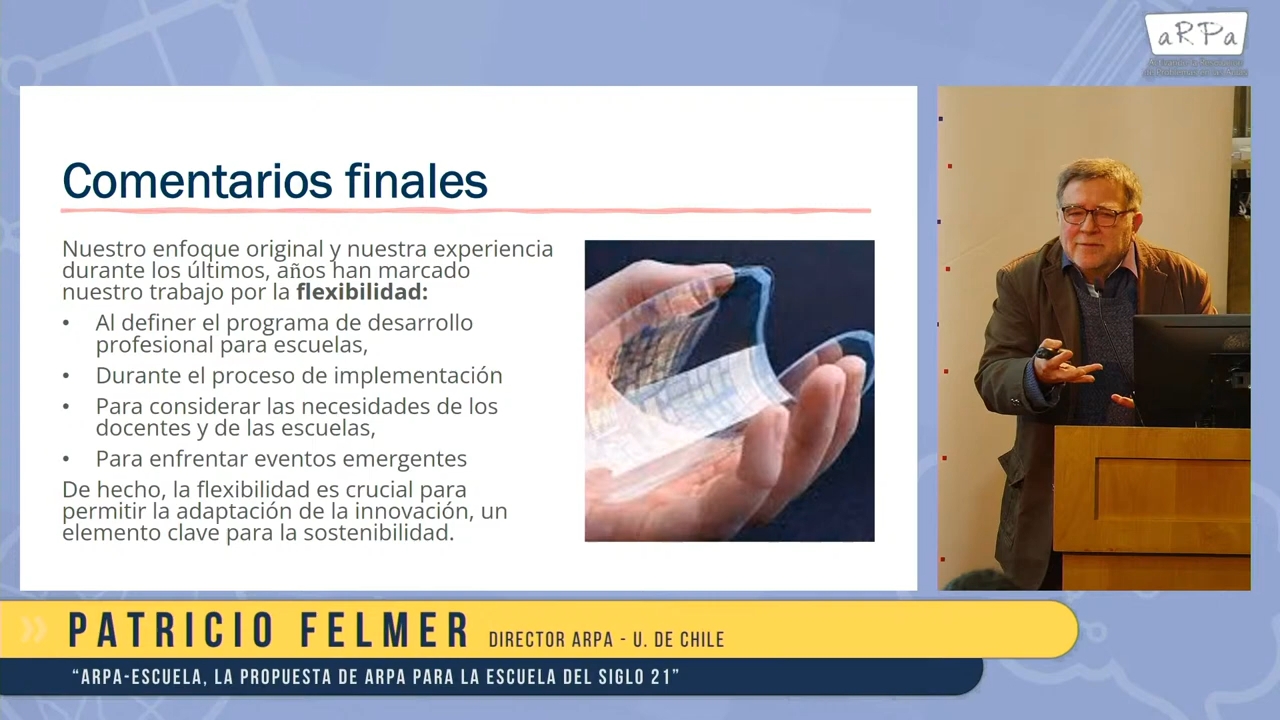 aRPa
Comentarios finales
Nuestro enfoque original y nuestra experiencia
durante los últimos, años han marcado
nuestro trabajo por la flexibilidad:
• Al definer el programa de desarrollo
profesional para escuelas,
• Durante el proceso de implementación
• Para considerar las necesidades de los
docentes y de las escuelas,
• Para enfrentar eventos emergentes
De hecho, la flexibilidad es crucial para
permitir la adaptación de la innovación, un
elemento clave para la sostenibilidad.
PATRICIO FELMER DIRECTOR ARPA - U. DE CHILE
“ARPA-ESCUELA, LA PROPUESTA DE ARPA PARA LA ESCUELA DEL SIGLO 21”